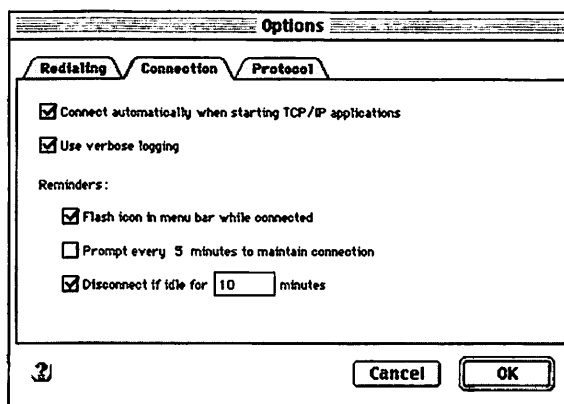 Options
Redialing Connection Protocol
Connect automatically when starting TCP/IP applications
Use verbose logging
Reminders:
Flash icon in menu bar while connected
Prompt every 5 minutes to maintain connection
Disconnect if idle for 10 minutes
? Cancel OK